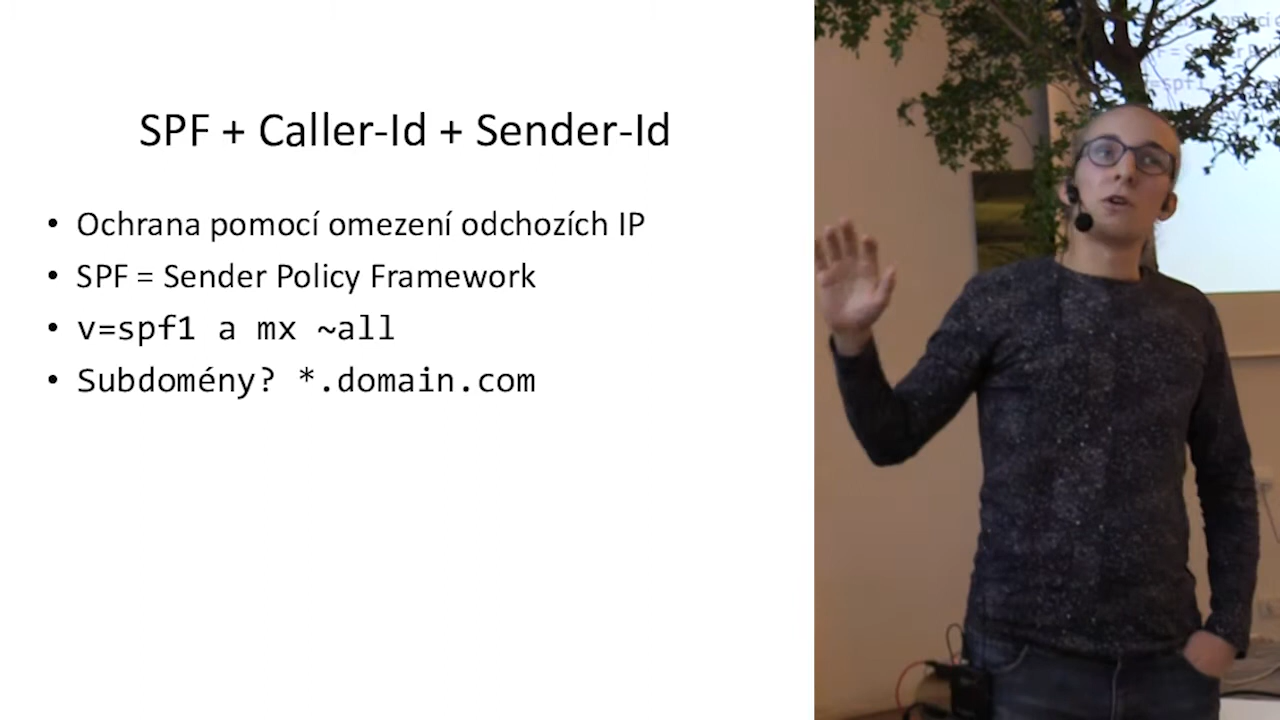 SPF + Caller-Id + Sender-Id
• Ochrana pomocí omezení odchozích IP
• SPF = Sender Policy Framework
• v=spf1 a mx ~all
• Subdomény? *.domain.com